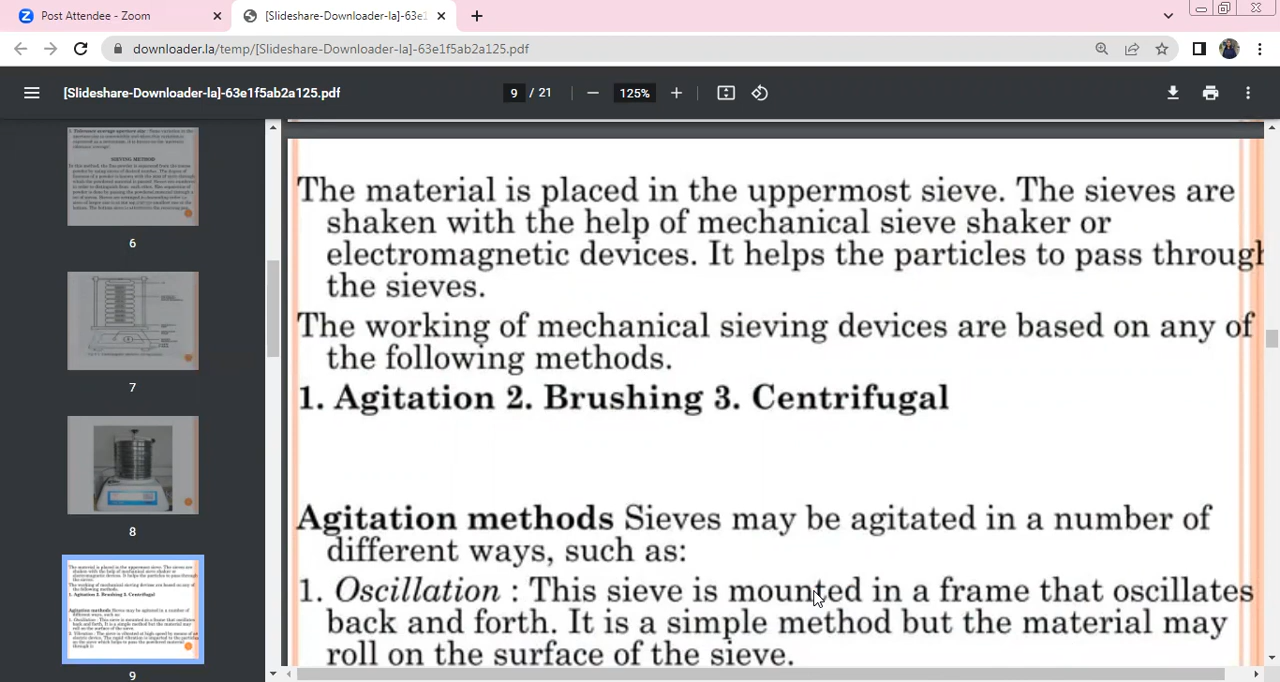 Post Attendee - Zoom
[Slideshare-Downloader-la]-63e1
downloader.la/temp/[Slideshare-Downloader-la]-63e1f5ab2a125.pdf
[Slideshare-Downloader-la]-63e1f5ab2a125.pdf
9 / 21
125%
SIEVING METHOD
6
7
8
9
The material is placed in the uppermost sieve. The sieves are
shaken with the help of mechanical sieve shaker or
electromagnetic devices. It helps the particles to pass through
the sieves.
The working of mechanical sieving devices are based on any of
the following methods.
1. Agitation 2. Brushing 3. Centrifugal
Agitation methods Sieves may be agitated in a number of
different ways, such as:
1. Oscillation : This sieve is mounted in a frame that oscillates
back and forth. It is a simple method but the material may
roll on the surface of the sieve.